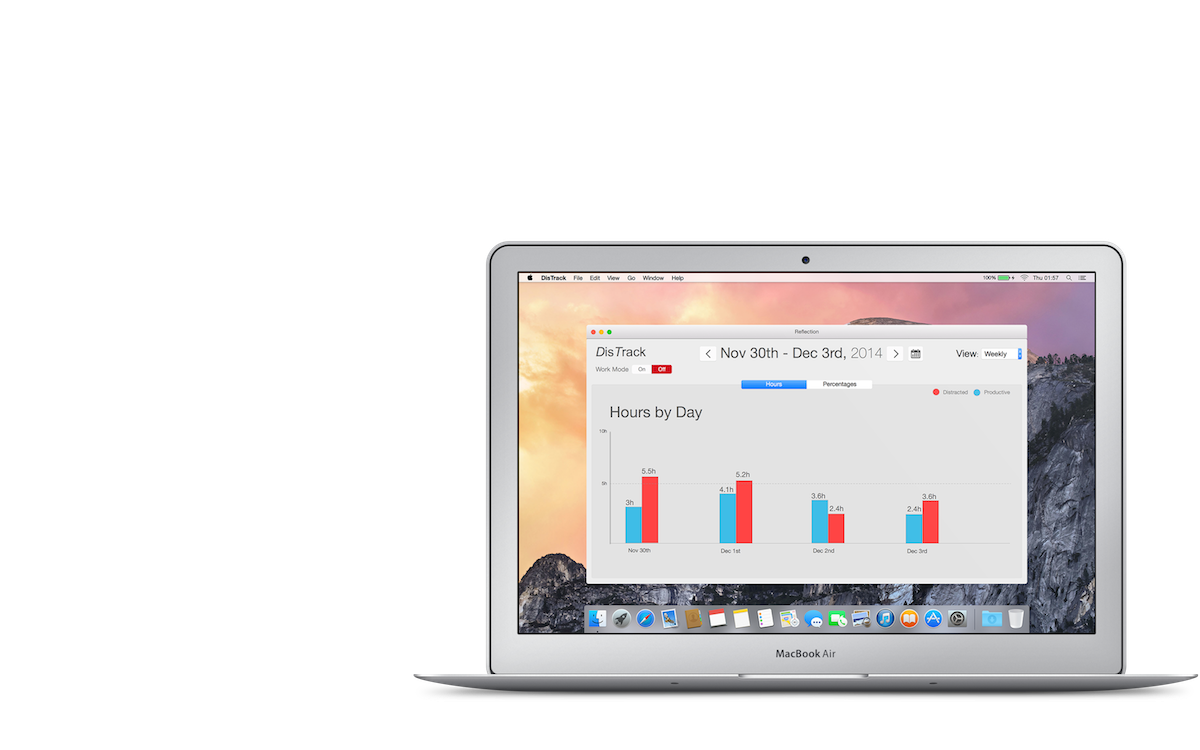 DisTrack File Edit View Go Window Help 100% Thu 01:57
Reflection
DisTrack
Nov 30th - Dec 3rd, 2014
View: Weekly
Work Mode On Off
Hours Percentages
Distracted Productive
Hours by Day
10h
5h
3h
5.5h
4.1h
5.2h
3.6h
2.4h
2.4h
3.6h
Nov 30th Dec 1st Dec 2nd Dec 3rd
MacBook Air